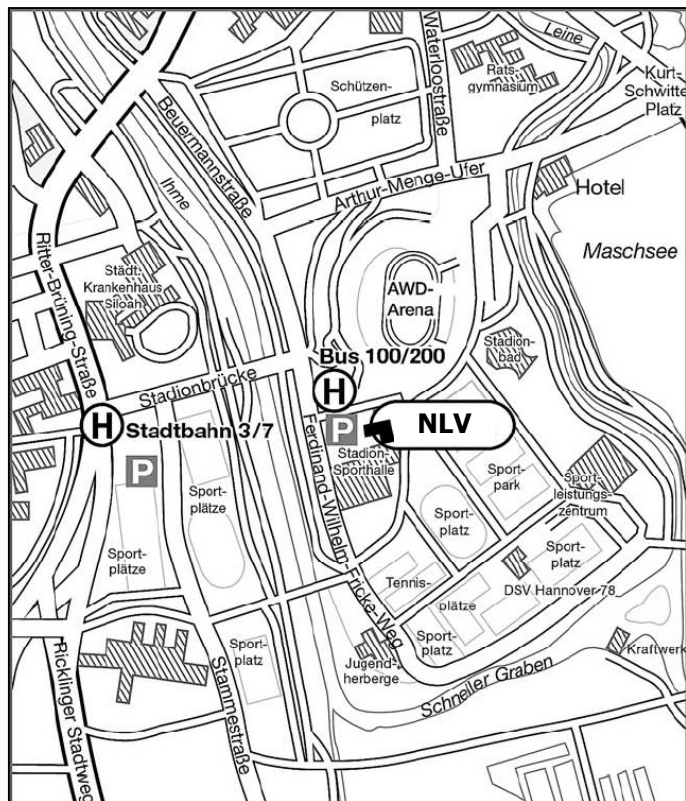 Waterloostraße
Leine
Rats-
gymnasium
Kurt-
Schwitte
Platz
Schützen-
platz
Beuermannstraße
Ihme
Arthur-Menge-Ufer
Hotel
Maschsee
Ritter-Brüning-Straße
Städt.
Krankenhaus
Siloah
AWD-
Arena
Stadion-
bad
Bus 100/200
H
Stadionbrücke
H
Stadtbahn 3/7
P
NLV
P
Ferdinand-Wilhelm-Fricke-Weg
Stadion-
Sporthalle
Sport-
park
Sport-
leistungs-
zentrum
Sport-
plätze
Sport-
platz
Sport-
plätze
Sport-
platz
Tennis-
plätze
DSV Hannover 78
Sport-
platz
Sport-
platz
Jugend-
herberge
Kraftwerk
Schneller Graben
Ricklinger Stadtweg
Stammestraße